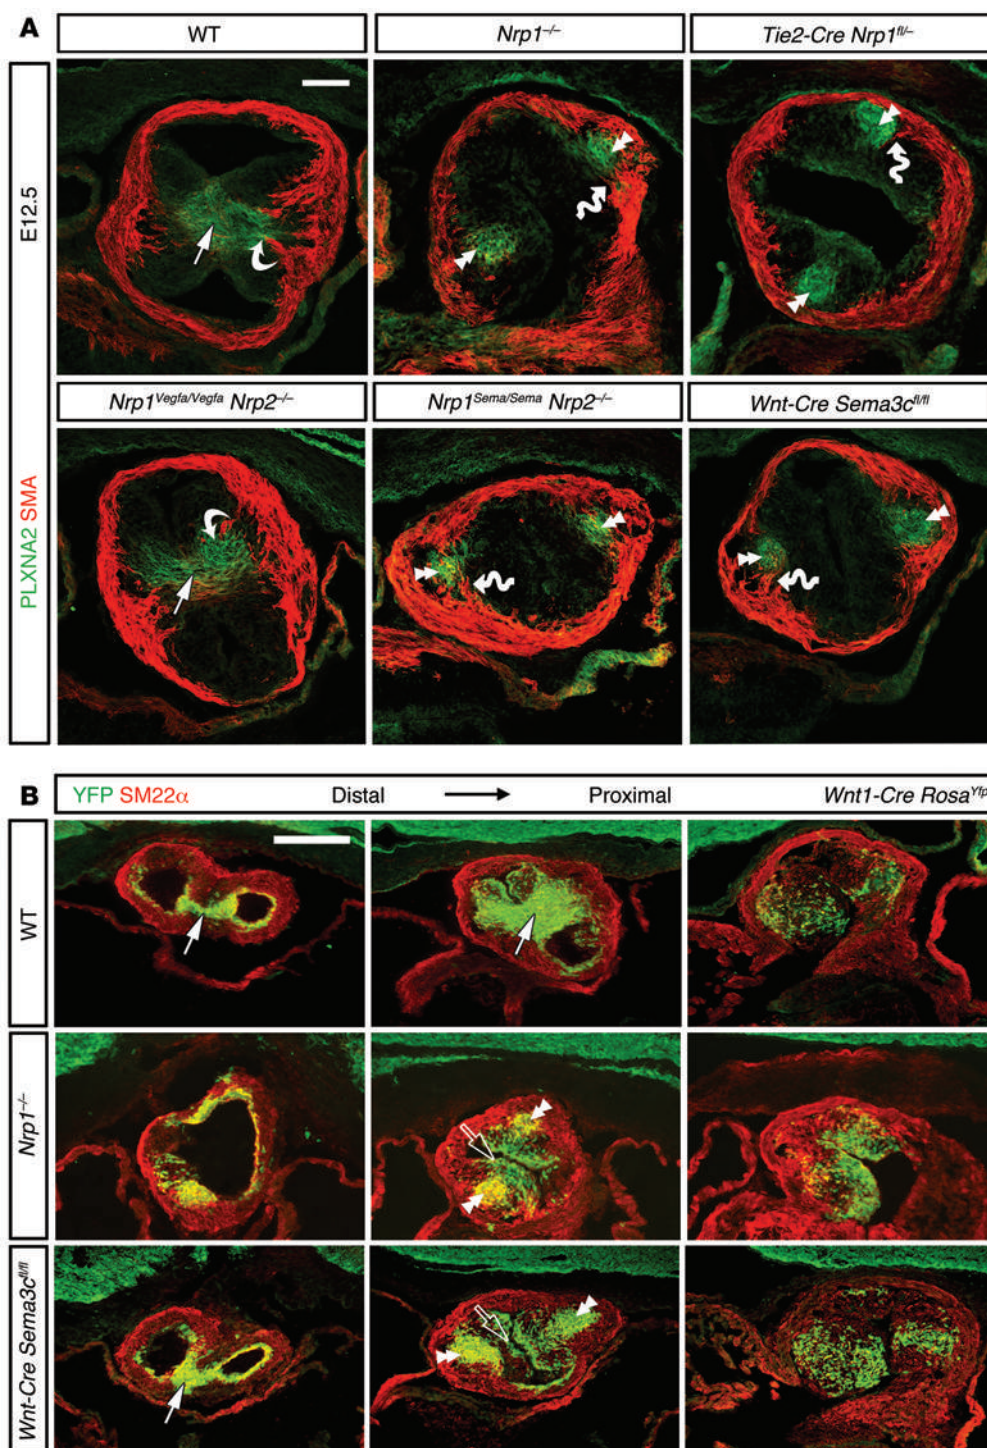 A
WT
Nrp1–/–
Tie2-Cre Nrp1fl/–
E12.5
PLXNA2 SMA
Nrp1Vegfa/Vegfa Nrp2–/–
Nrp1Sema/Sema Nrp2–/–
Wnt-Cre Sema3cfl/fl
B
YFP SM22α
Distal
Proximal
Wnt1-Cre RosaYfp
WT
Nrp1–/–
Wnt-Cre Sema3cfl/fl